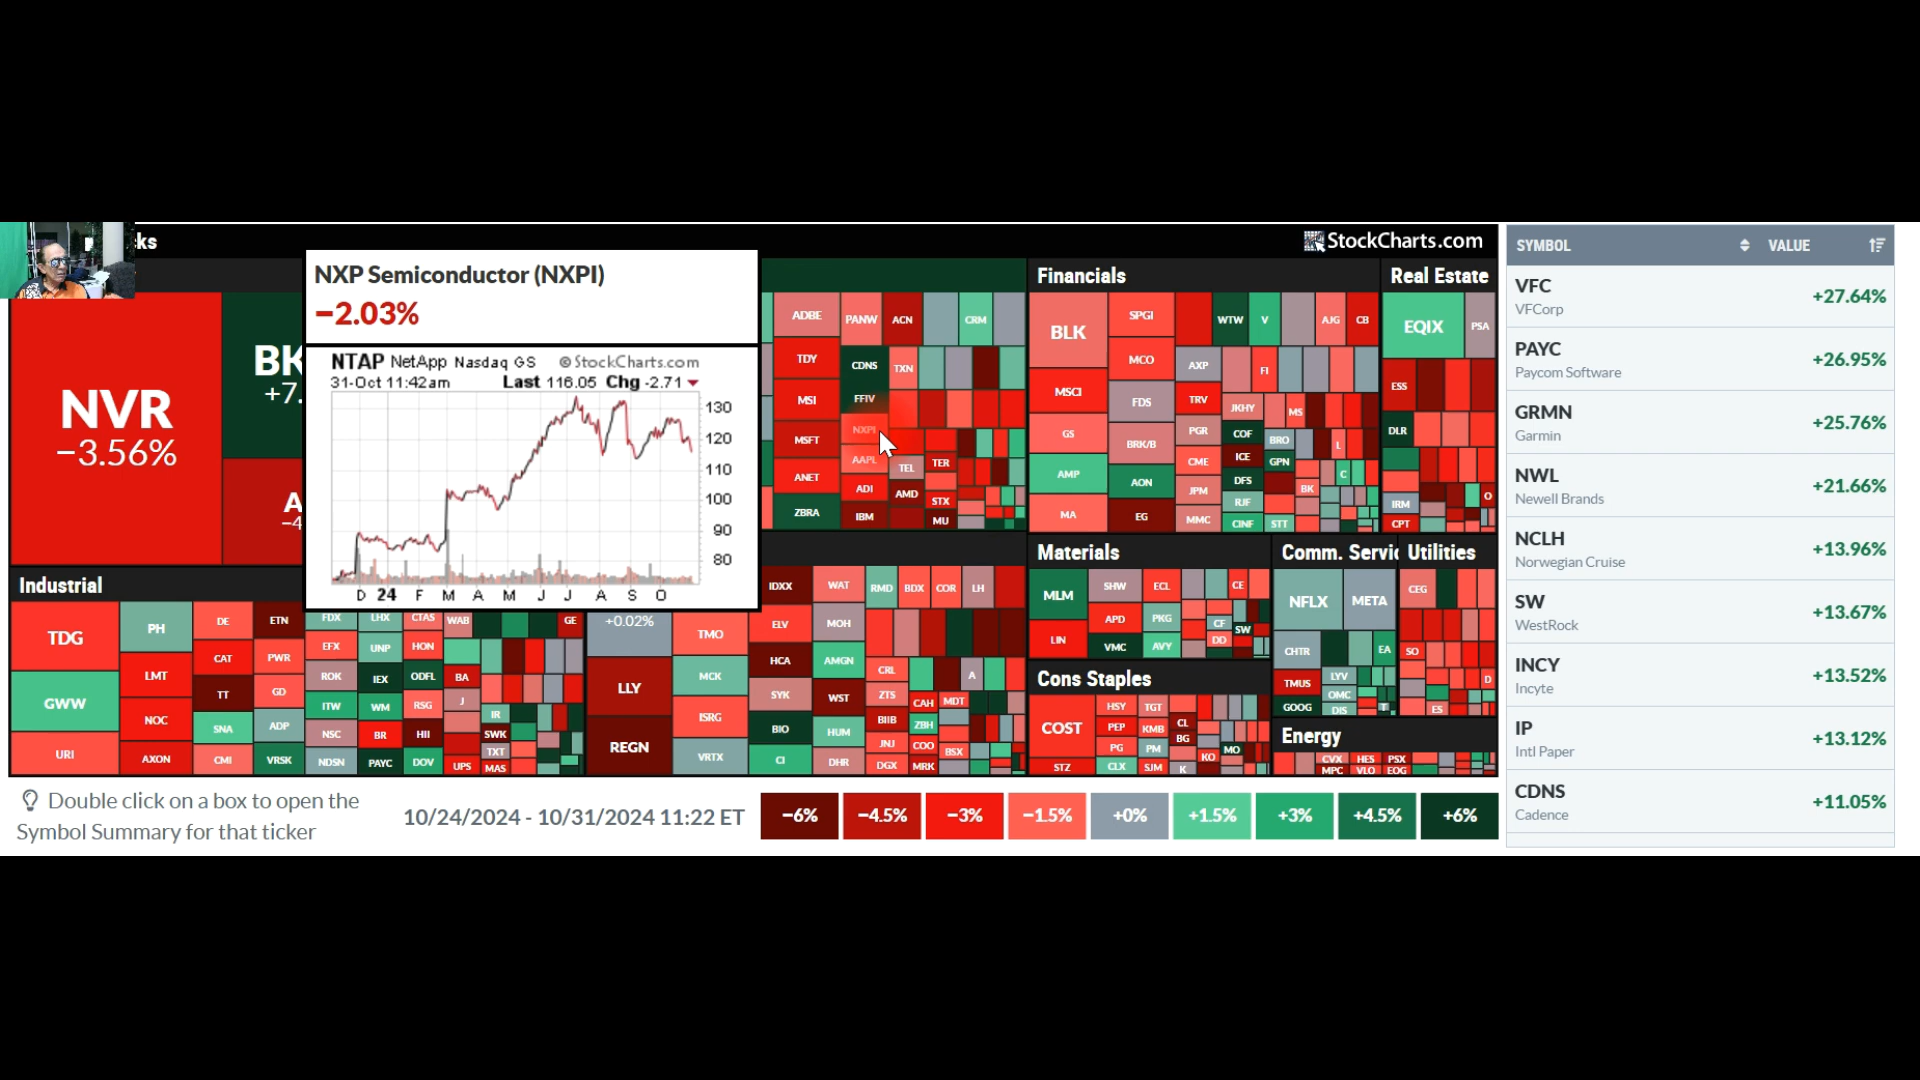 ks
StockCharts.com
NXP Semiconductor (NXPI)
−2.03%
NTAP NetApp Nasdaq GS © StockCharts.com
31-Oct 11:42am Last 116.05 Chg -2.71
130
120
110
100
90
80
D 24 F M A M J J A S O
NVR
−3.56%
BK
+7.
A
−4
Industrial
TDG
GWW
URI
PH
LMT
NOC
AXON
DE
CAT
TT
SNA
CMI
ETN
PWR
GD
ADP
VRSK
FDX
EFX
ROK
ITW
NSC
NDSN
LHX
UNP
IEX
WM
BR
PAYC
CTAS
HON
ODFL
RSG
HII
DOV
WAB
BA
J
UPS
IR
SWK
TXT
MAS
GE
+0.02%
LLY
REGN
TMO
MCK
ISRG
VRTX
IDXX
ELV
HCA
SYK
BIO
CI
WAT
MOH
AMGN
WST
HUM
DHR
RMD
BDX
COR
LH
CRL
ZTS
BIIB
JNJ
DGX
CAH
ZBH
COO
MRK
MDT
BSX
A
ADBE
TDY
MSI
MSFT
ANET
ZBRA
PANW
ACN
CRM
CDNS
TXN
FFIV
NXPI
AAPL
ADI
IBM
TEL
AMD
TER
STX
MU
Financials
BLK
MSCI
GS
AMP
MA
SPGI
MCO
FDS
BRK/B
AON
EG
WTW
V
AJG
CB
AXP
TRV
PGR
CME
JPM
MMC
FI
JKHY
COF
ICE
DFS
RJF
CINF
MS
BRO
GPN
STT
BK
L
C
Real Estate
EQIX
PSA
ESS
DLR
IRM
CPT
O
Materials
MLM
LIN
SHW
APD
VMC
ECL
PKG
AVY
CE
CF
SW
DD
Cons Staples
COST
STZ
HSY
PEP
PG
CLX
TGT
KMB
PM
SJM
CL
BG
K
KO
MO
Comm. Servic
NFLX
META
CHTR
TMUS
GOOG
EA
LYV
OMC
DIS
T
Utilities
CEG
SO
D
ES
Energy
CVX
HES
PSX
MPC
VLO
EOG
Double click on a box to open the
Symbol Summary for that ticker
10/24/2024 - 10/31/2024 11:22 ET
−6%
−4.5%
−3%
−1.5%
+0%
+1.5%
+3%
+4.5%
+6%
SYMBOL VALUE
VFC
VFCorp
+27.64%
PAYC
Paycom Software
+26.95%
GRMN
Garmin
+25.76%
NWL
Newell Brands
+21.66%
NCLH
Norwegian Cruise
+13.96%
SW
WestRock
+13.67%
INCY
Incyte
+13.52%
IP
Intl Paper
+13.12%
CDNS
Cadence
+11.05%